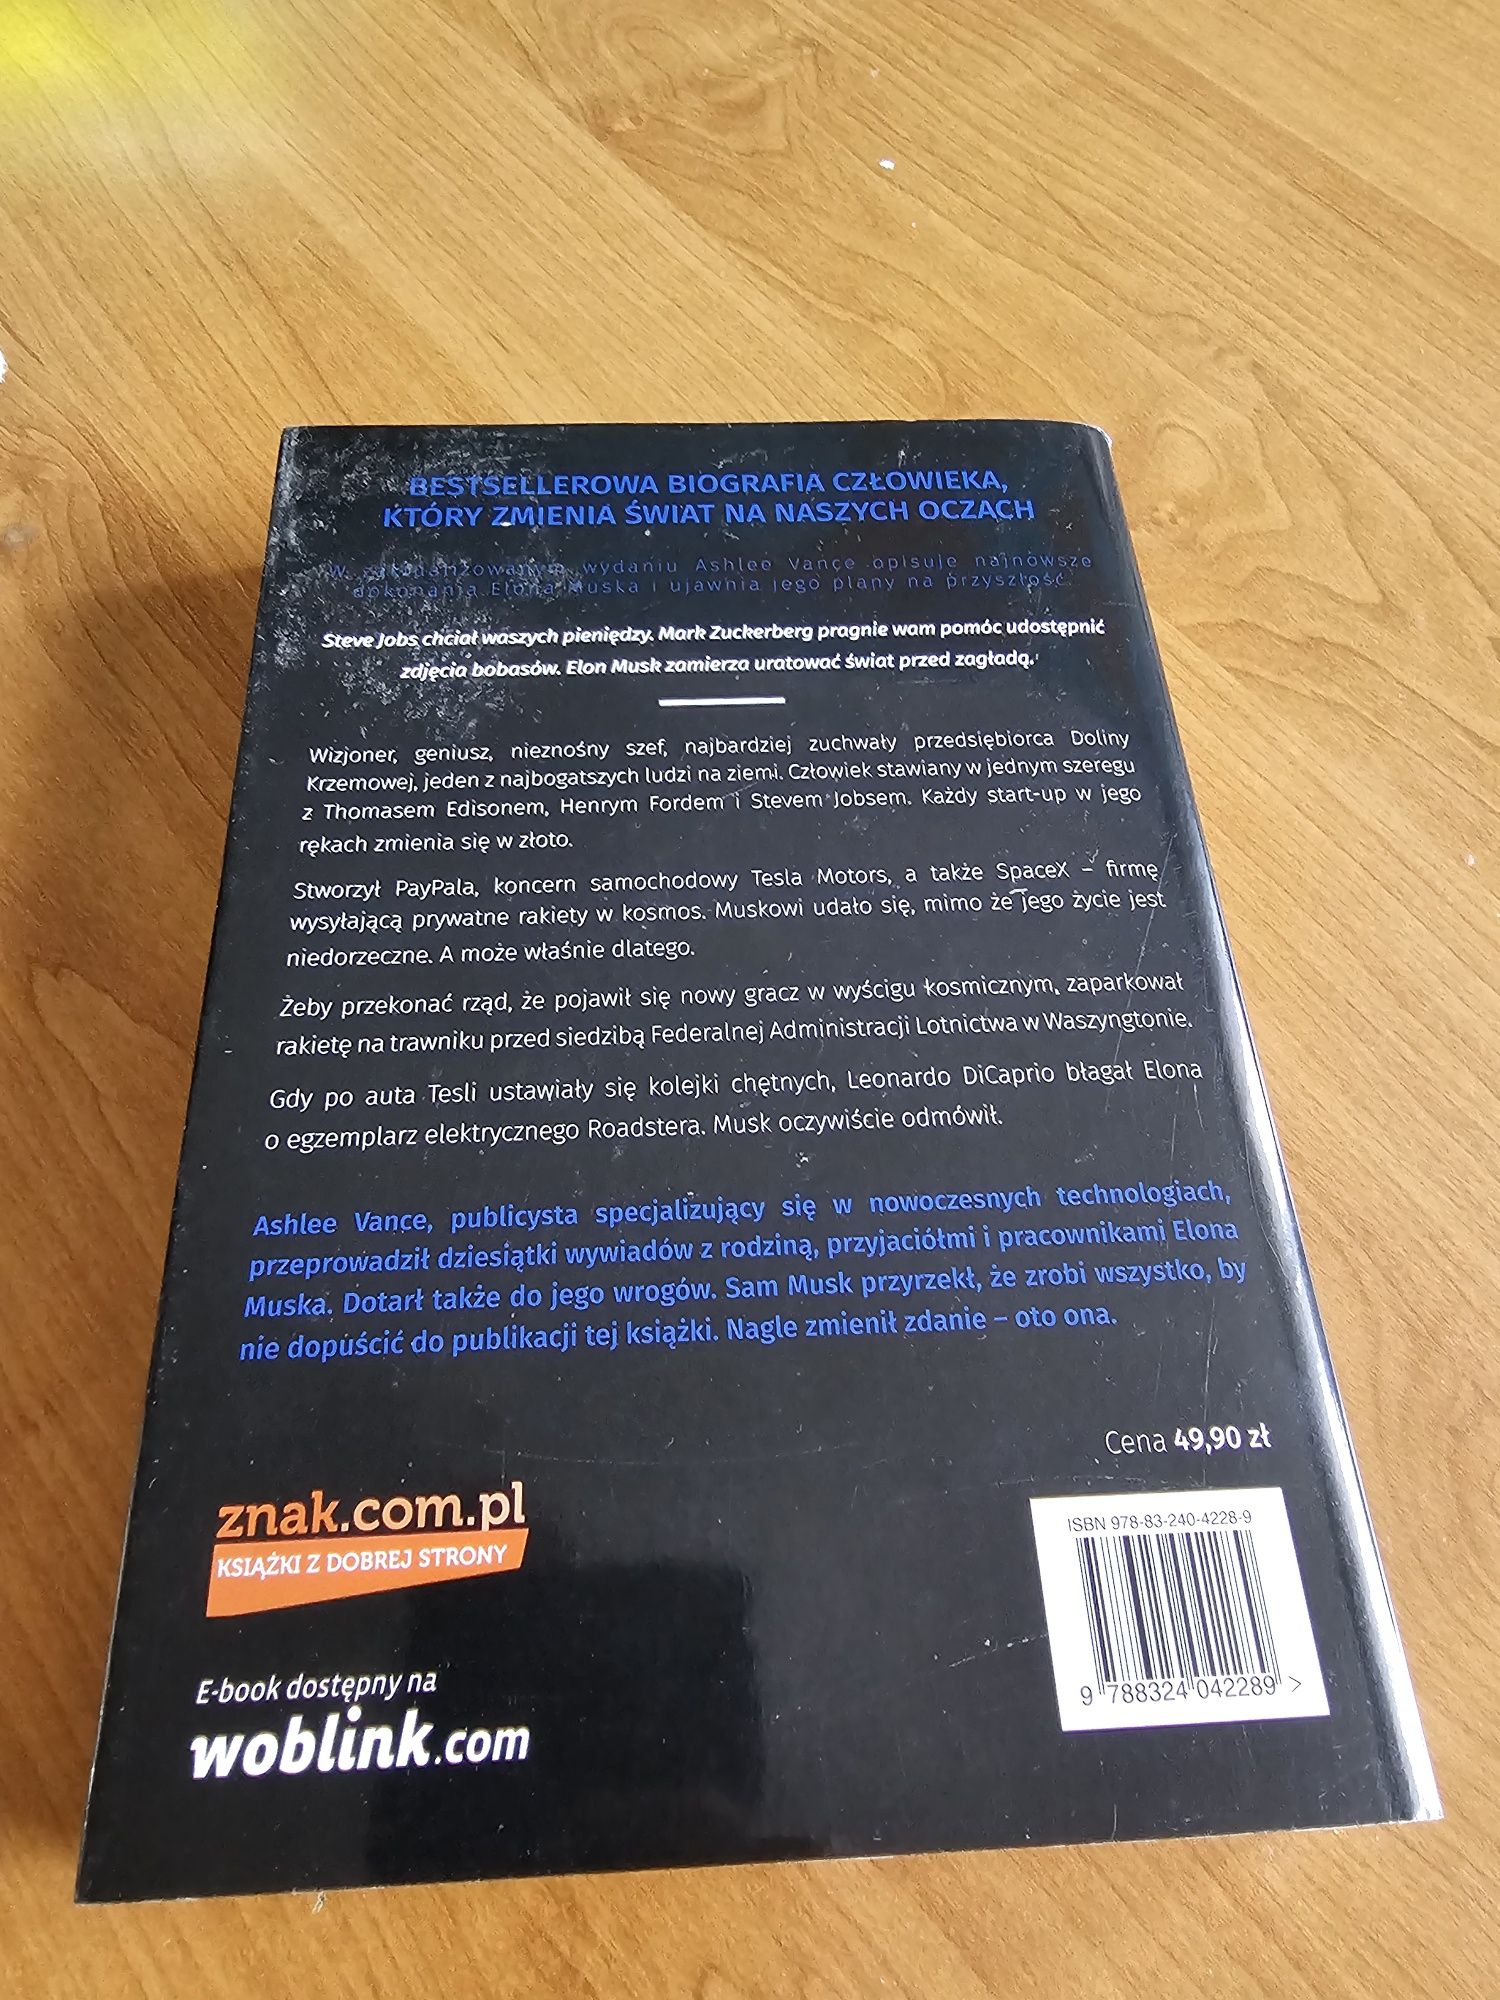 BESTSELLEROWA BIOGRAFIA CZŁOWIEKA,
KTÓRY ZMIENIA ŚWIAT NA NASZYCH OCZACH
W zaktualizowanym wydaniu Ashlee Vance opisuje najnowsze
dokonania Elona Muska i ujawnia jego plany na przyszłość.
Steve Jobs chciał waszych pieniędzy. Mark Zuckerberg pragnie wam pomóc udostępnić
zdjęcia bobasów. Elon Musk zamierza uratować świat przed zagładą.
Wizjoner, geniusz, nieznośny szef, najbardziej zuchwały przedsiębiorca Doliny
Krzemowej, jeden z najbogatszych ludzi na ziemi. Człowiek stawiany w jednym szeregu
z Thomasem Edisonem, Henrym Fordem i Stevem Jobsem. Każdy start-up w jego
rękach zmienia się w złoto.
Stworzył PayPala, koncern samochodowy Tesla Motors, a także SpaceX – firmę
wysyłającą prywatne rakiety w kosmos. Muskowi udało się, mimo że jego życie jest
niedorzeczne. A może właśnie dlatego.
Żeby przekonać rząd, że pojawił się nowy gracz w wyścigu kosmicznym, zaparkował
rakietę na trawniku przed siedzibą Federalnej Administracji Lotnictwa w Waszyngtonie.
Gdy po auta Tesli ustawiały się kolejki chętnych, Leonardo DiCaprio błagał Elona
o egzemplarz elektrycznego Roadstera. Musk oczywiście odmówił.
Ashlee Vance, publicysta specjalizujący się w nowoczesnych technologiach,
przeprowadził dziesiątki wywiadów z rodziną, przyjaciółmi i pracownikami Elona
Muska. Dotarł także do jego wrogów. Sam Musk przyrzekł, że zrobi wszystko, by
nie dopuścić do publikacji tej książki. Nagle zmienił zdanie – oto ona.
Cena 49,90 zł
znak.com.pl
KSIĄŻKI Z DOBREJ STRONY
ISBN 978-83-240-4228-9
9 788324 042289 >
E-book dostępny na
woblink.com